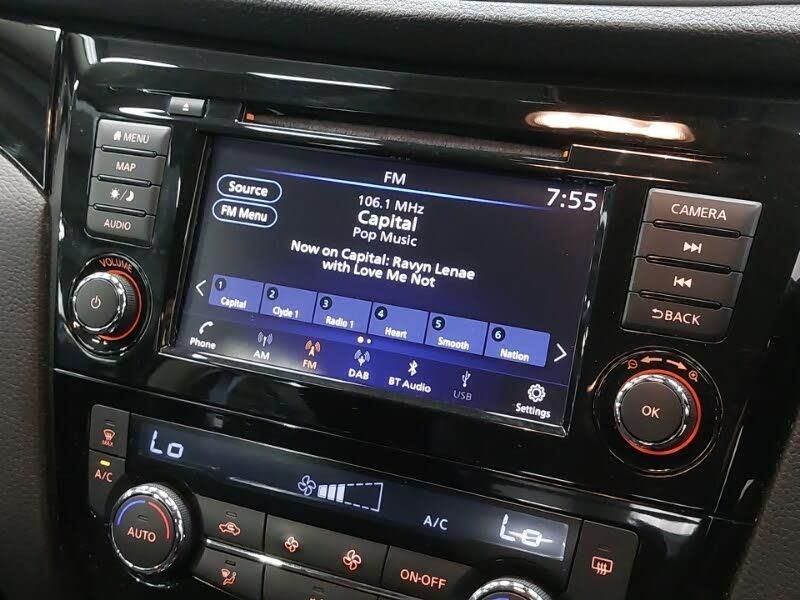 MENU
MAP
AUDIO
VOLUME
FM
7:55
Source
FM Menu
106.1 MHz
Capital
Pop Music
Now on Capital: Ravyn Lenae
with Love Me Not
1 Capital
2 Clyde 1
3 Radio 1
4 Heart
5 Smooth
6 Nation
Phone
AM
FM
DAB
BT Audio
USB
Settings
CAMERA
BACK
OK
MAX
A/C
Lo
A/C
Lo
AUTO
ON·OFF